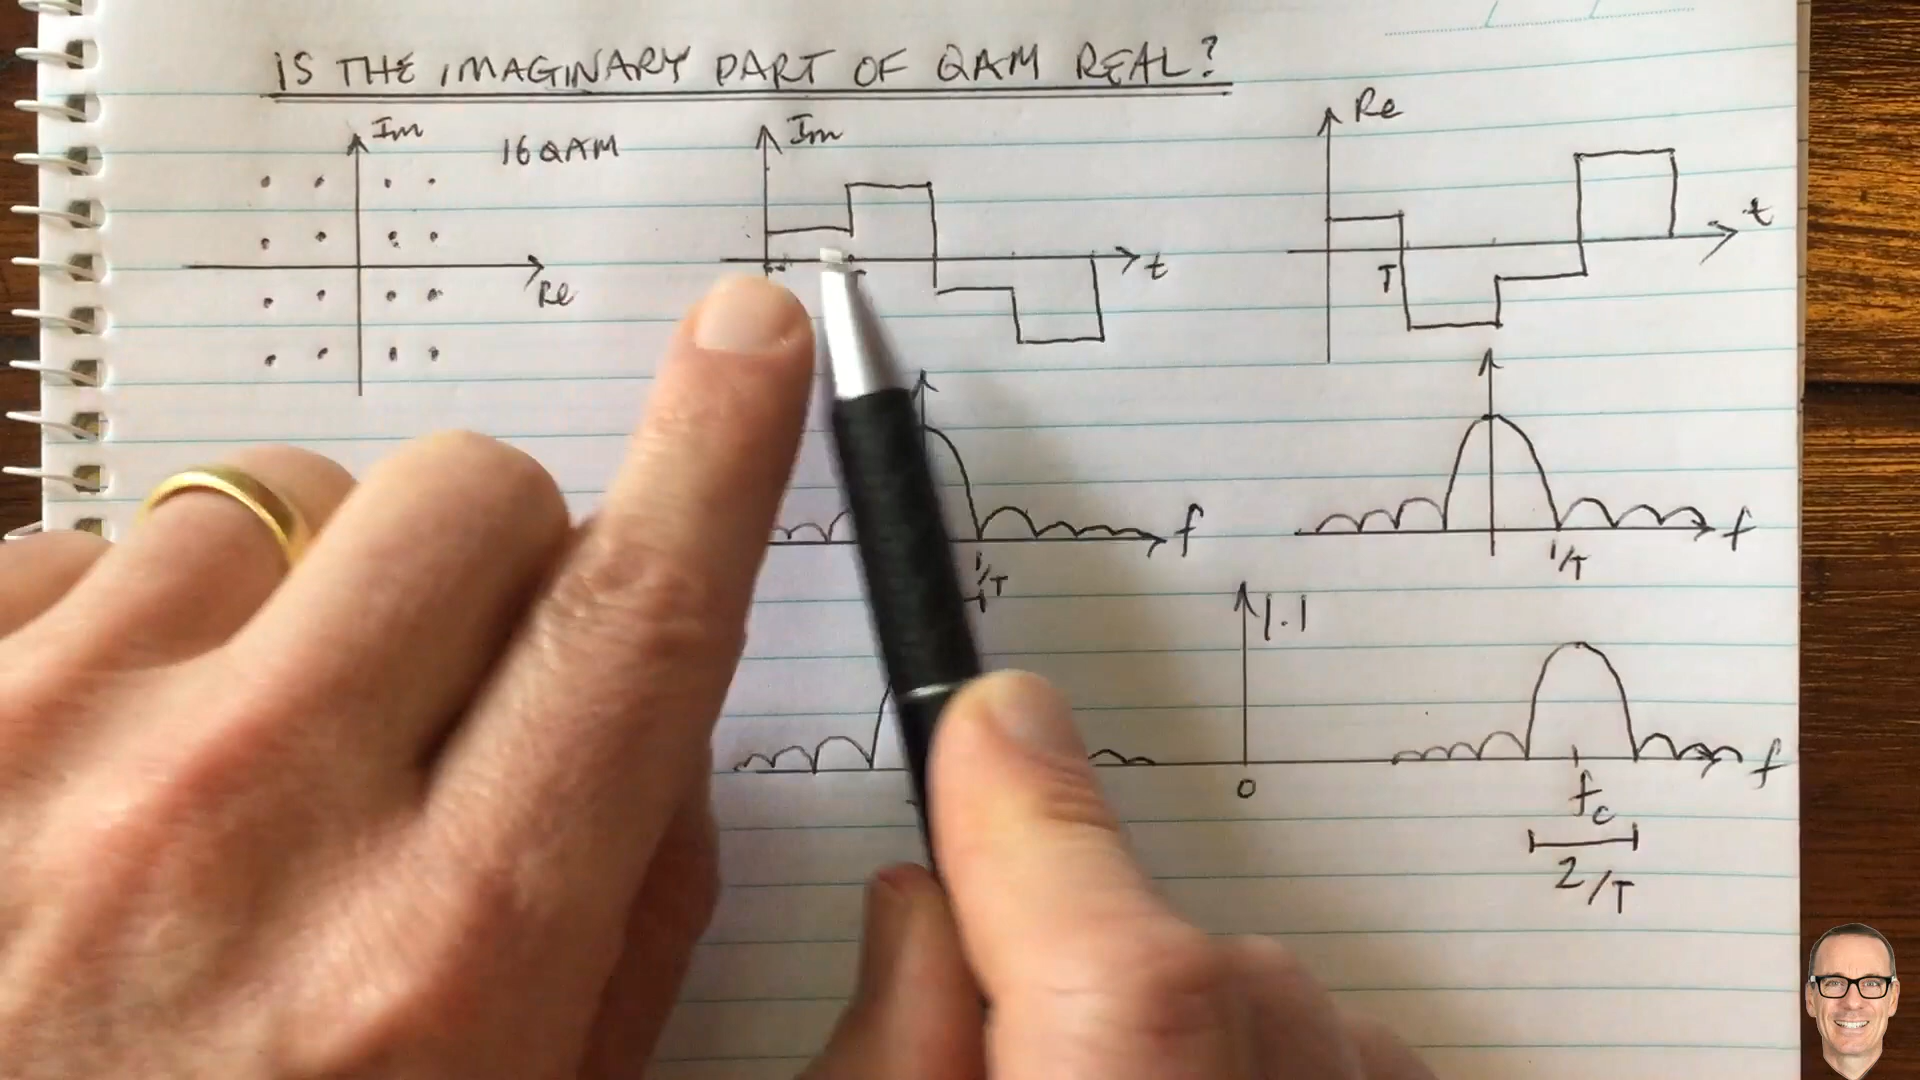 IS THE IMAGINARY PART OF QAM REAL?
Im
16QAM
Im
Re
Re
t
t
T
f
f
1/T
1/T
|.|
0
f
fc
2/T